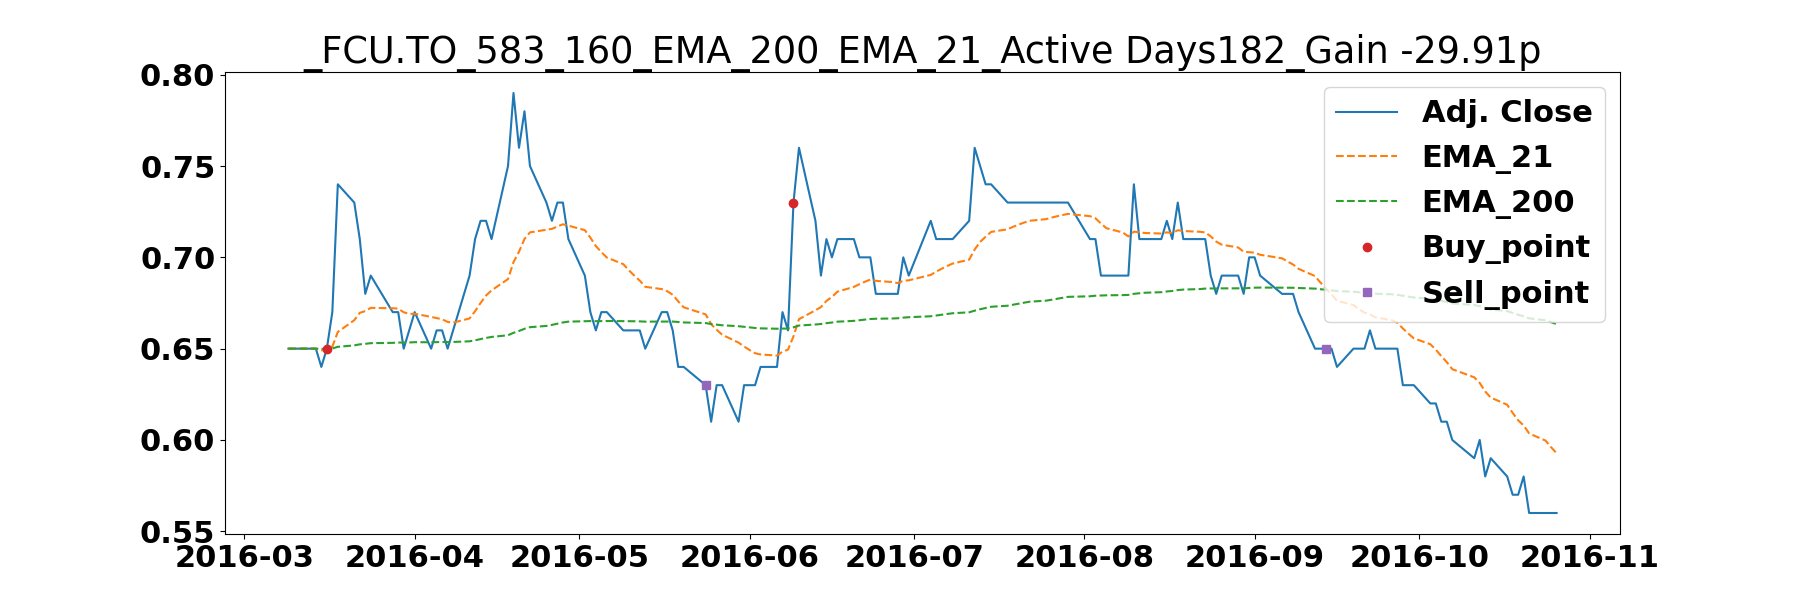 _FCU.TO_583_160_EMA_200_EMA_21_Active Days182_Gain -29.91p
0.80
0.75
0.70
0.65
0.60
0.55
Adj. Close
EMA_21
EMA_200
Buy_point
Sell_point
2016-03 2016-04 2016-05 2016-06 2016-07 2016-08 2016-09 2016-10 2016-11